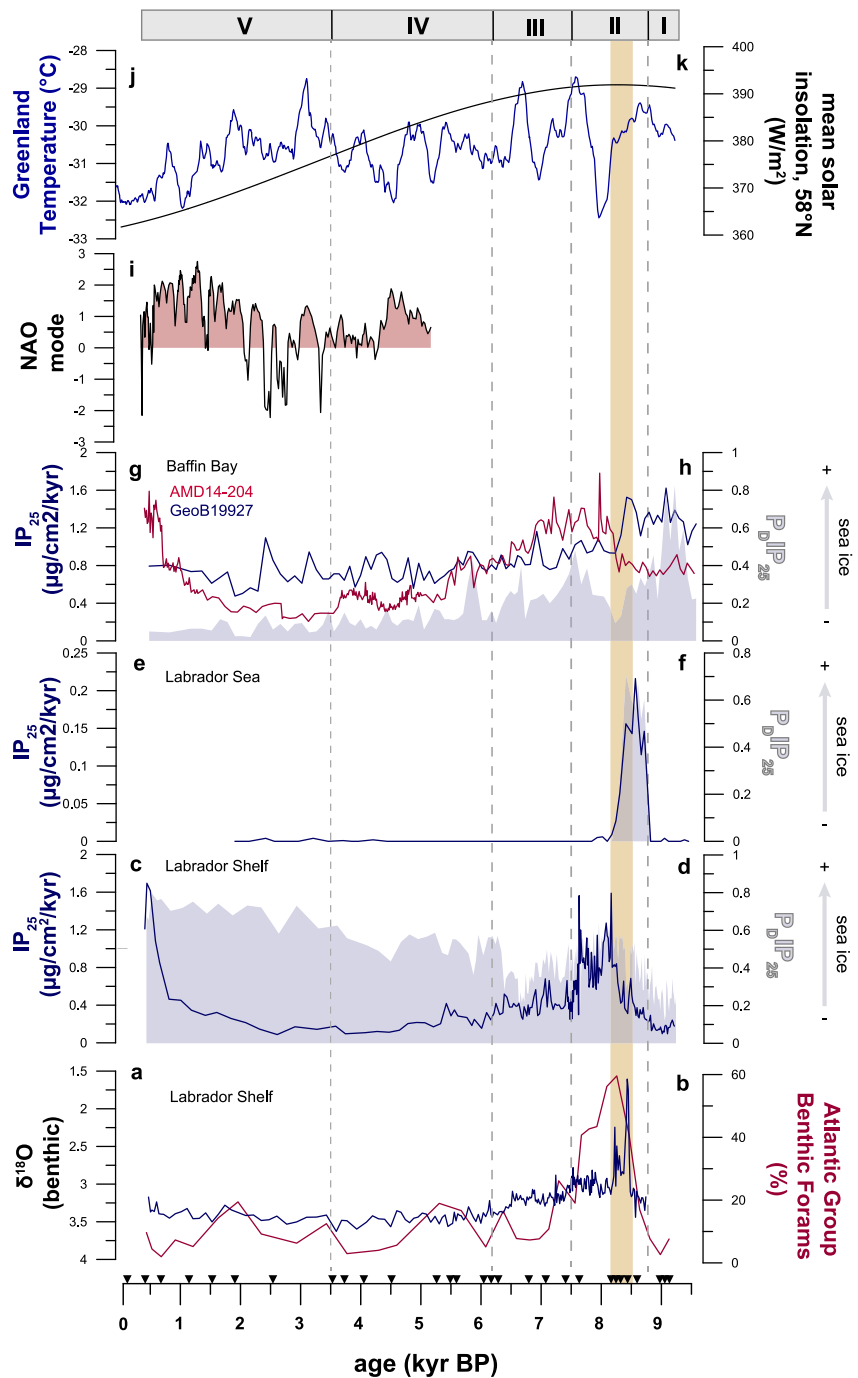 V IV III II I
j k
Greenland
Temperature (°C)
-28
-29
-30
-31
-32
-33
400
390
380
370
360
mean solar
insolation, 58°N
(W/m²)
i
NAO
mode
3
2
1
0
-1
-2
-3
g h
Baffin Bay
AMD14-204
GeoB19927
IP25
(µg/cm2/kyr)
2
1.6
1.2
0.8
0.4
0
1
0.8
0.6
0.4
0.2
0
PDIP25
+
sea ice
-
e f
Labrador Sea
IP25
(µg/cm2/kyr)
0.25
0.2
0.15
0.1
0.05
0
0.8
0.6
0.4
0.2
0
PDIP25
+
sea ice
-
c d
Labrador Shelf
IP25
(µg/cm²/kyr)
2
1.6
1.2
0.8
0.4
0
1
0.8
0.6
0.4
0.2
0
PDIP25
+
sea ice
-
a b
Labrador Shelf
δ¹⁸O
(benthic)
1.5
2
2.5
3
3.5
4
60
40
20
0
Atlantic Group
Benthic Forams
(%)
0 1 2 3 4 5 6 7 8 9
age (kyr BP)